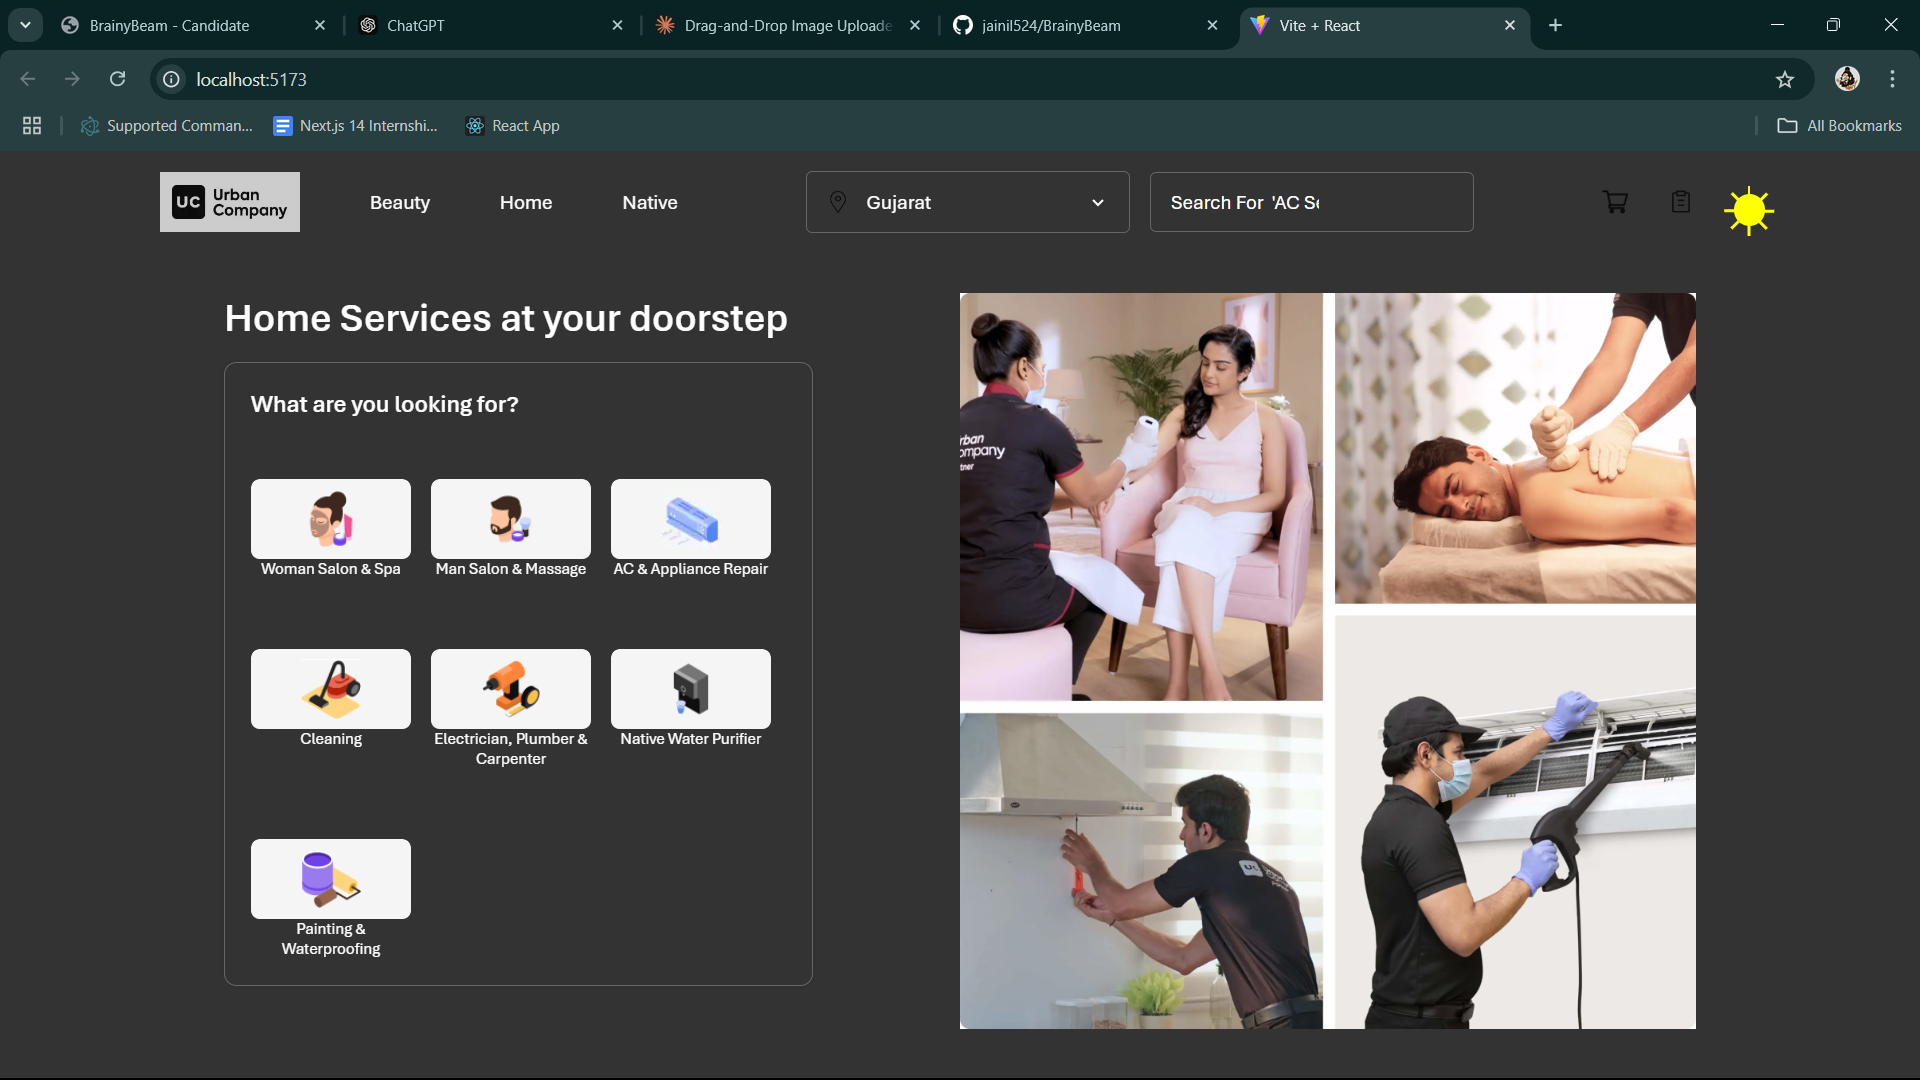 BrainyBeam - Candidate
ChatGPT
Drag-and-Drop Image Uploade
jainil524/BrainyBeam
Vite + React
localhost:5173
Supported Comman...
Next.js 14 Internshi...
React App
All Bookmarks
UC Urban
Company
Beauty
Home
Native
Gujarat
Search For 'AC Se
Home Services at your doorstep
What are you looking for?
Woman Salon & Spa
Man Salon & Massage
AC & Appliance Repair
Cleaning
Electrician, Plumber &
Carpenter
Native Water Purifier
Painting &
Waterproofing
rban
ompany
tner
UC